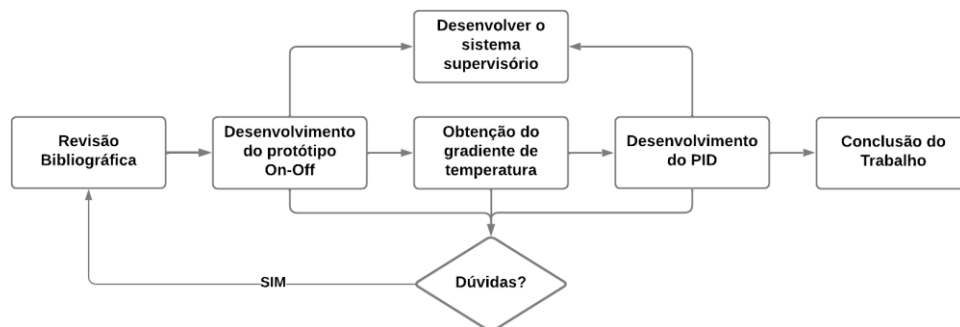 Desenvolver o
sistema
supervisório
Revisão
Bibliográfica
Desenvolvimento
do protótipo
On-Off
Obtenção do
gradiente de
temperatura
Desenvolvimento
do PID
Conclusão do
Trabalho
SIM
Dúvidas?